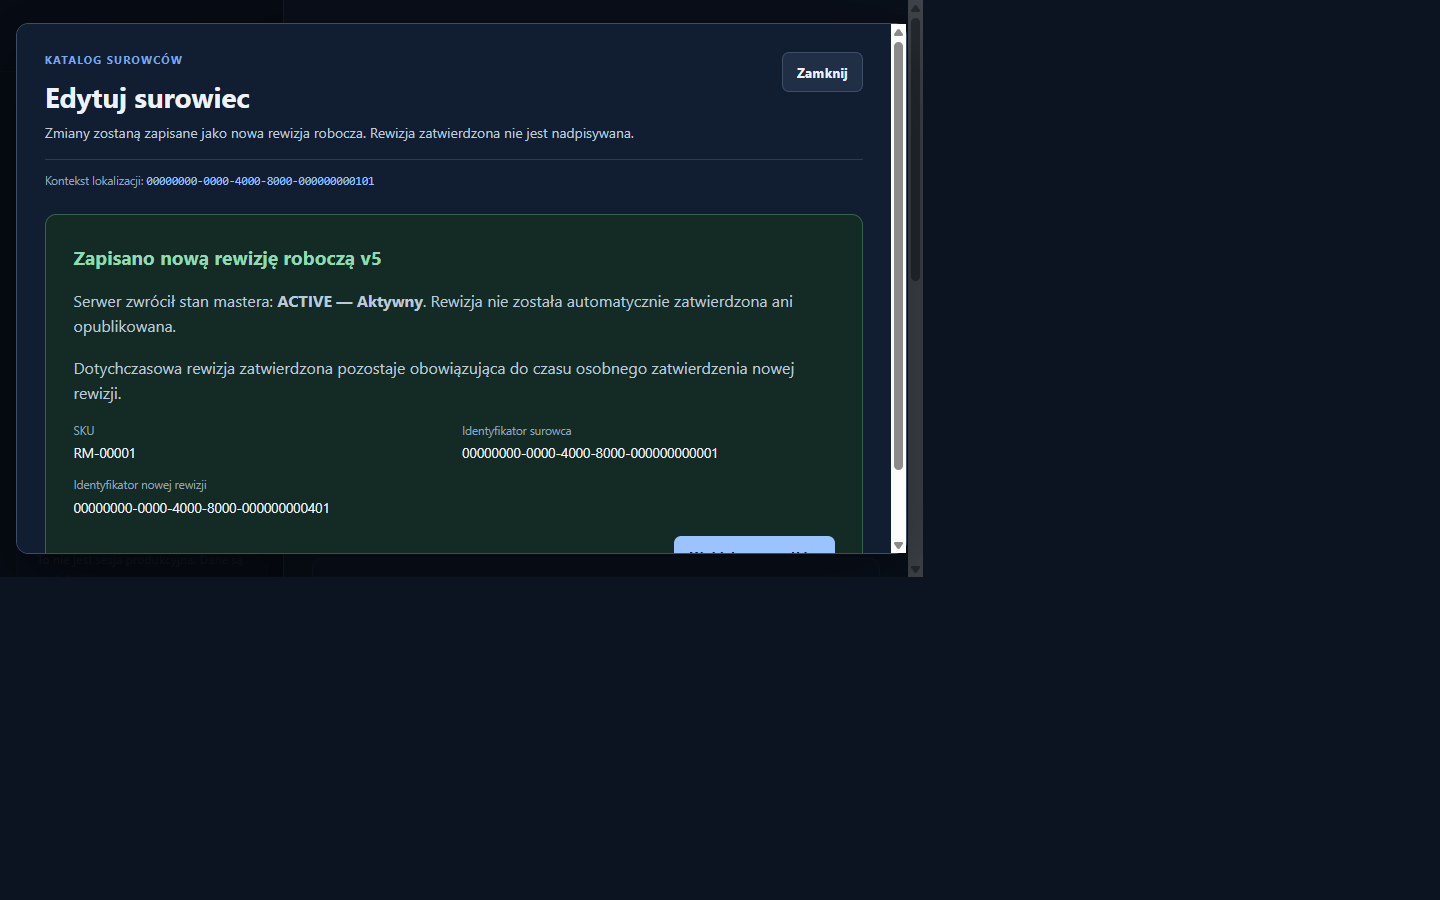 KATALOG SUROWCÓW
Zamknij
Edytuj surowiec
Zmiany zostaną zapisane jako nowa rewizja robocza. Rewizja zatwierdzona nie jest nadpisywana.
Kontekst lokalizacji: 00000000-0000-4000-8000-000000000101
Zapisano nową rewizję roboczą v5
Serwer zwrócił stan mastera: ACTIVE — Aktywny. Rewizja nie została automatycznie zatwierdzona ani
opublikowana.
Dotychczasowa rewizja zatwierdzona pozostaje obowiązująca do czasu osobnego zatwierdzenia nowej
rewizji.
SKU
Identyfikator surowca
RM-00001
00000000-0000-4000-8000-000000000001
Identyfikator nowej rewizji
00000000-0000-4000-8000-000000000401